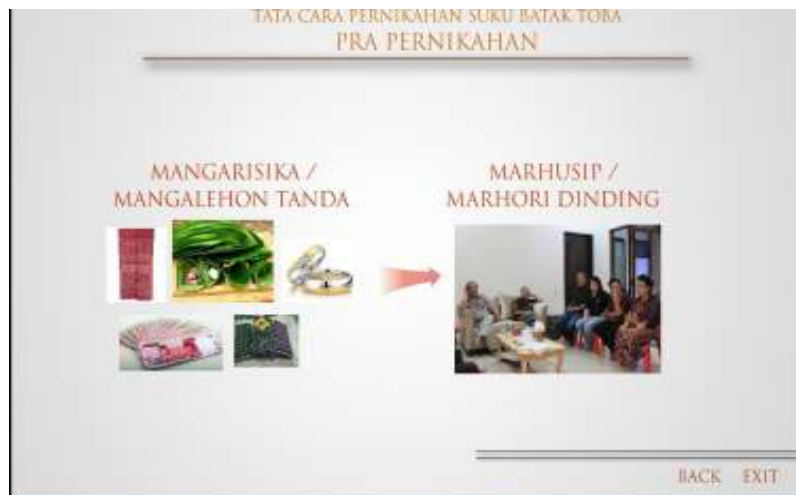 TATA CARA PERNIKAHAN SUKU BATAK TOBA
PRA PERNIKAHAN
MANGARISIKA /
MANGALEHON TANDA
MARHUSIP /
MARHORI DINDING
BACK EXIT